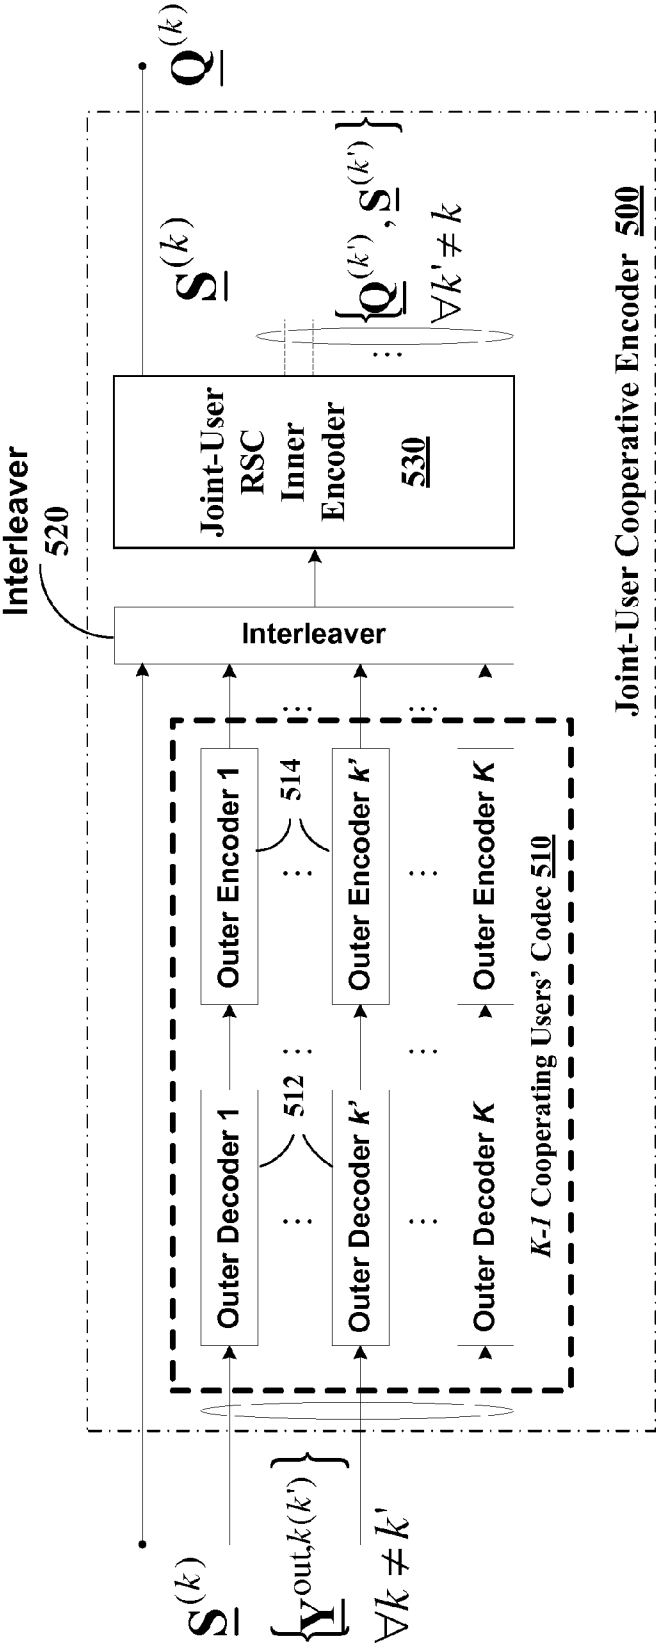 S^(k)
{Y^out,k(k')}
∀k ≠ k'
Outer Decoder 1
...
512
Outer Decoder k'
...
Outer Decoder K
...
...
Outer Encoder 1
...
514
Outer Encoder k'
...
Outer Encoder K
K-1 Cooperating Users' Codec 510
...
...
Interleaver
520
Interleaver
Joint-User
RSC
Inner
Encoder
530
...
S^(k)
{Q^(k'), S^(k')}
∀k' ≠ k
Q^(k)
Joint-User Cooperative Encoder 500